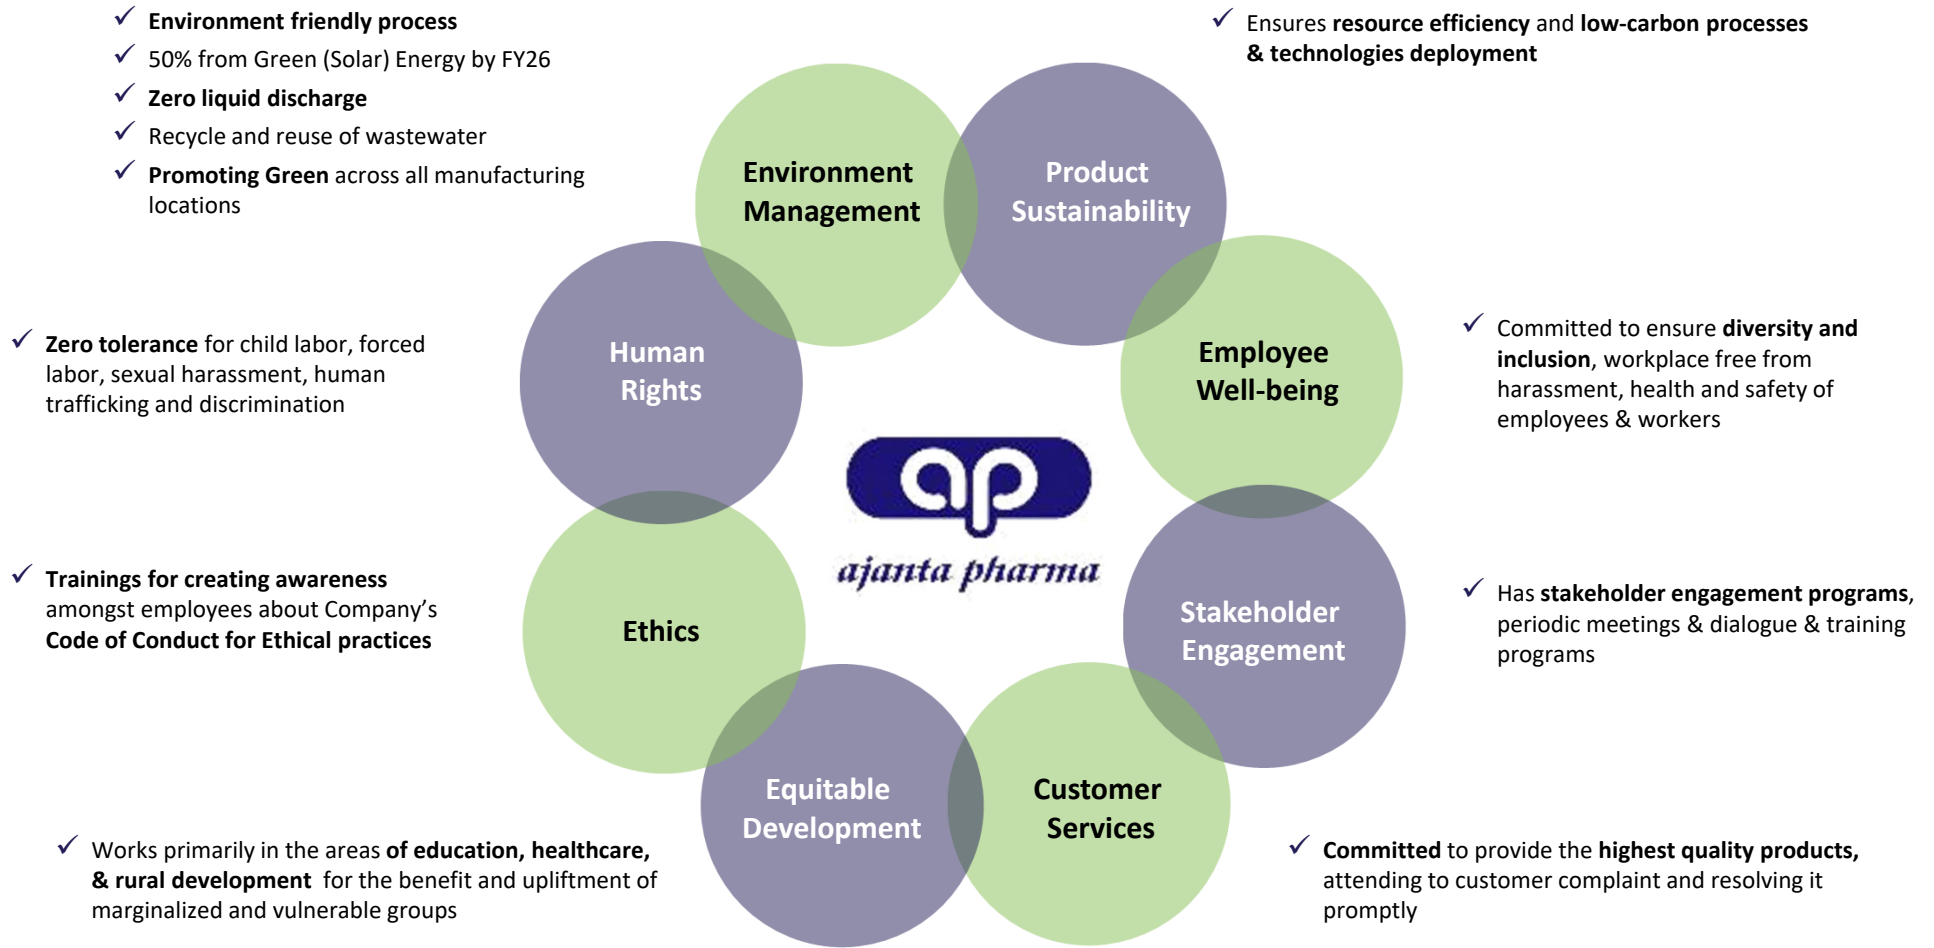 ✓ Environment friendly process
✓ 50% from Green (Solar) Energy by FY26
✓ Zero liquid discharge
✓ Recycle and reuse of wastewater
✓ Promoting Green across all manufacturing
locations
✓ Ensures resource efficiency and low-carbon processes
& technologies deployment
Environment
Management
Product
Sustainability
✓ Zero tolerance for child labor, forced
labor, sexual harassment, human
trafficking and discrimination
Human
Rights
Employee
Well-being
✓ Committed to ensure diversity and
inclusion, workplace free from
harassment, health and safety of
employees & workers
ap
ajanta pharma
✓ Trainings for creating awareness
amongst employees about Company’s
Code of Conduct for Ethical practices
Ethics
Stakeholder
Engagement
✓ Has stakeholder engagement programs,
periodic meetings & dialogue & training
programs
Equitable
Development
Customer
Services
✓ Works primarily in the areas of education, healthcare,
& rural development for the benefit and upliftment of
marginalized and vulnerable groups
✓ Committed to provide the highest quality products,
attending to customer complaint and resolving it
promptly